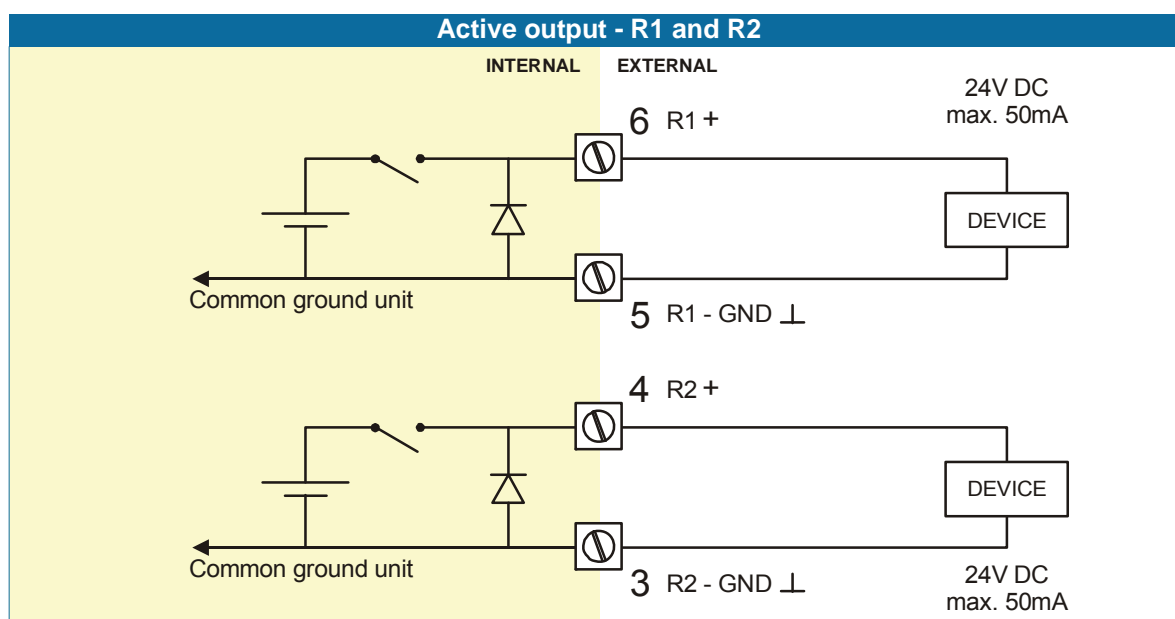 Active output - R1 and R2
INTERNAL
EXTERNAL
24V DC
max. 50mA
6 R1 +
DEVICE
Common ground unit
5 R1 - GND ⊥
4 R2 +
DEVICE
Common ground unit
3 R2 - GND ⊥
24V DC
max. 50mA